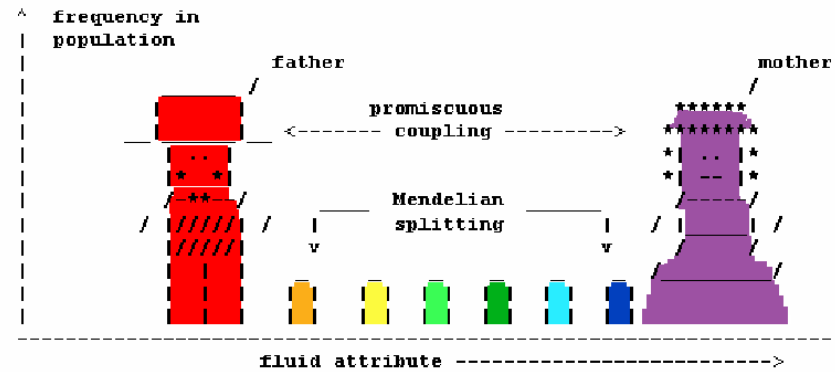 frequency in
population
father
mother
promiscuous
coupling
Mendelian
splitting
fluid attribute